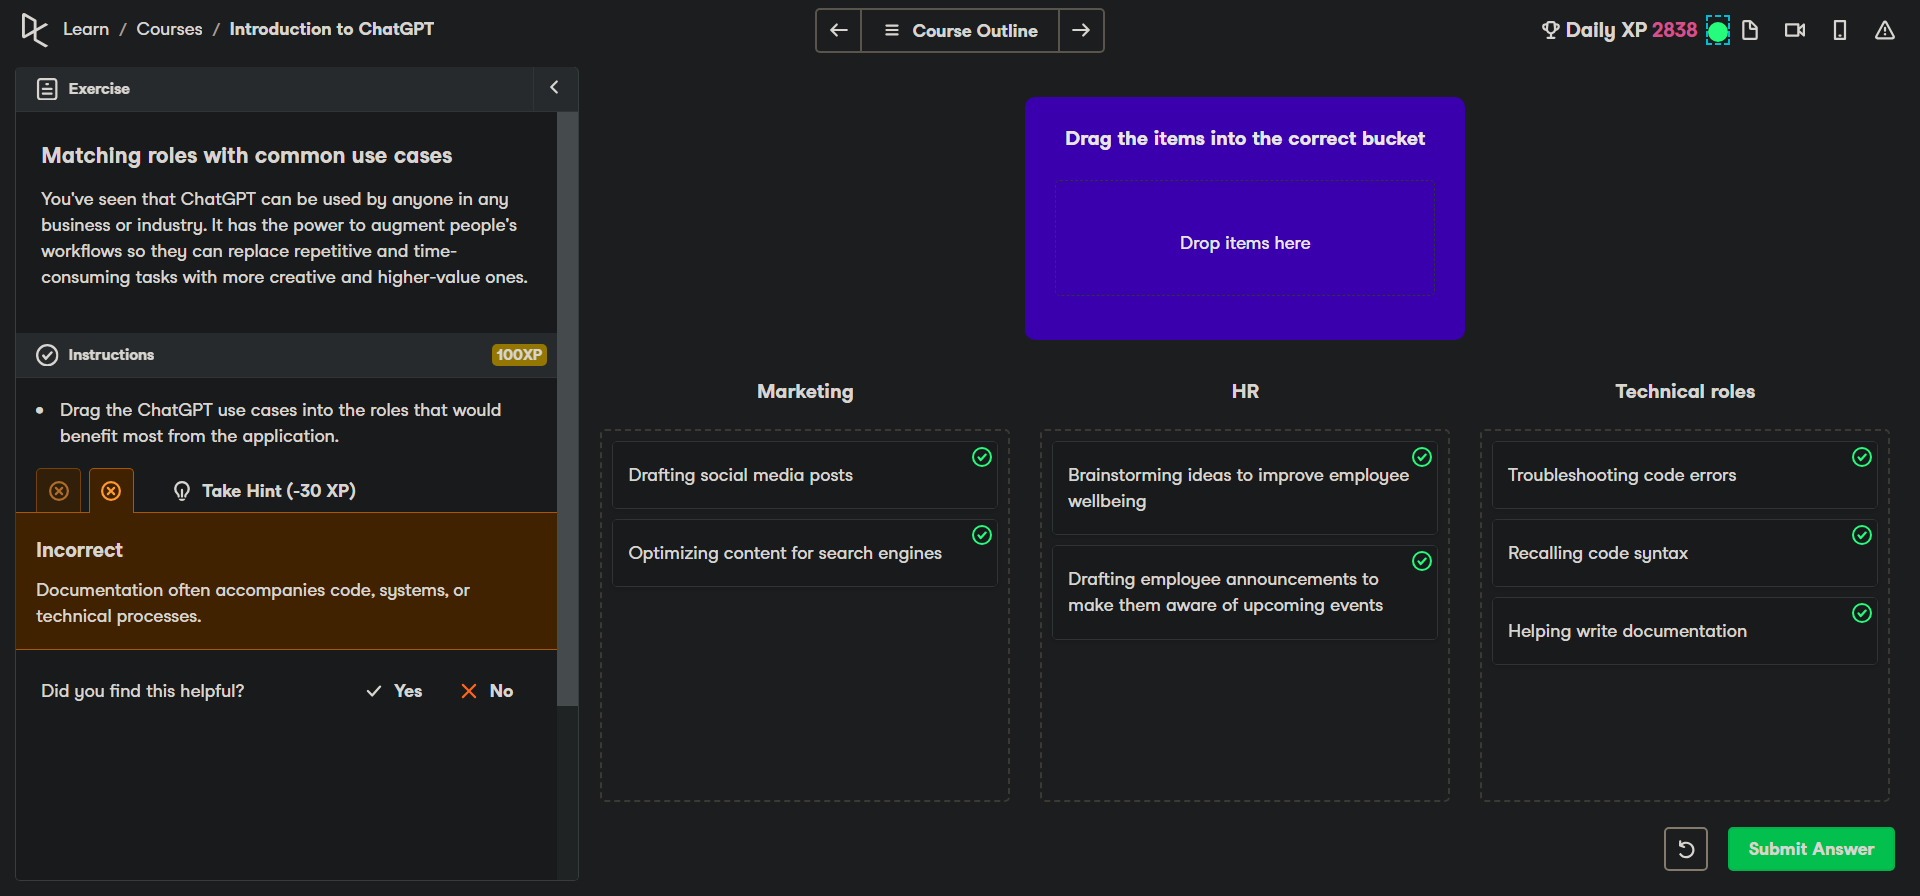 Learn / Courses / Introduction to ChatGPT
Course Outline
Daily XP 2838
Exercise
Matching roles with common use cases
You've seen that ChatGPT can be used by anyone in any
business or industry. It has the power to augment people's
workflows so they can replace repetitive and time-
consuming tasks with more creative and higher-value ones.
Instructions
100XP
Drag the ChatGPT use cases into the roles that would
benefit most from the application.
Take Hint (-30 XP)
Incorrect
Documentation often accompanies code, systems, or
technical processes.
Did you find this helpful?
Yes
No
Drag the items into the correct bucket
Drop items here
Marketing
Drafting social media posts
Optimizing content for search engines
HR
Brainstorming ideas to improve employee
wellbeing
Drafting employee announcements to
make them aware of upcoming events
Technical roles
Troubleshooting code errors
Recalling code syntax
Helping write documentation
Submit Answer